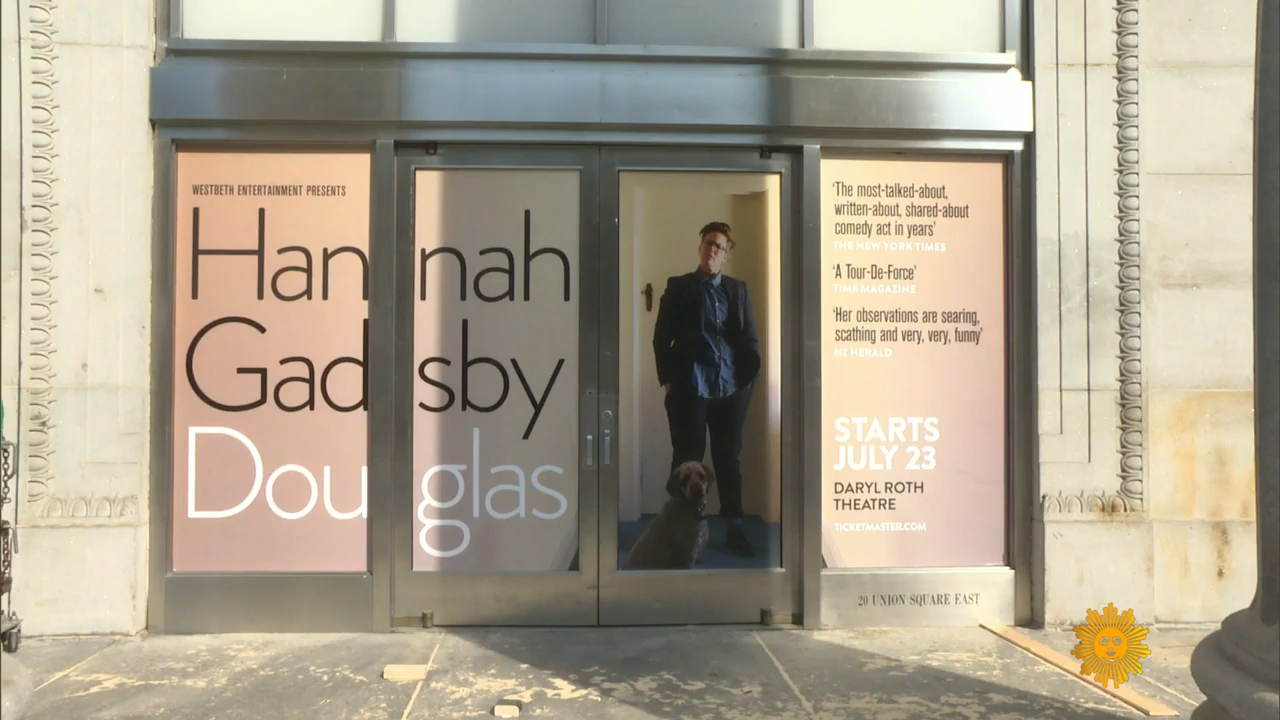 WESTBETH ENTERTAINMENT PRESENTS
Hannah
Gadsby
Douglas
'The most-talked-about,
written-about, shared-about
comedy act in years'
THE NEW YORK TIMES
'A Tour-De-Force'
TIME MAGAZINE
'Her observations are searing,
scathing and very, very, funny'
NZ HERALD
STARTS
JULY 23
DARYL ROTH
THEATRE
TICKETMASTER.COM
20 UNION SQUARE EAST